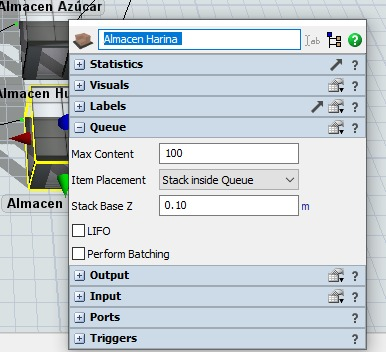 Almacen Azúcar
Almacen Harina
Almacen Hu
Almacen
Statistics
?
Visuals
?
Labels
?
Queue
?
Max Content 100
Item Placement Stack inside Queue
Stack Base Z 0.10 m
LIFO
Perform Batching
Output
?
Input
?
Ports
?
Triggers
?